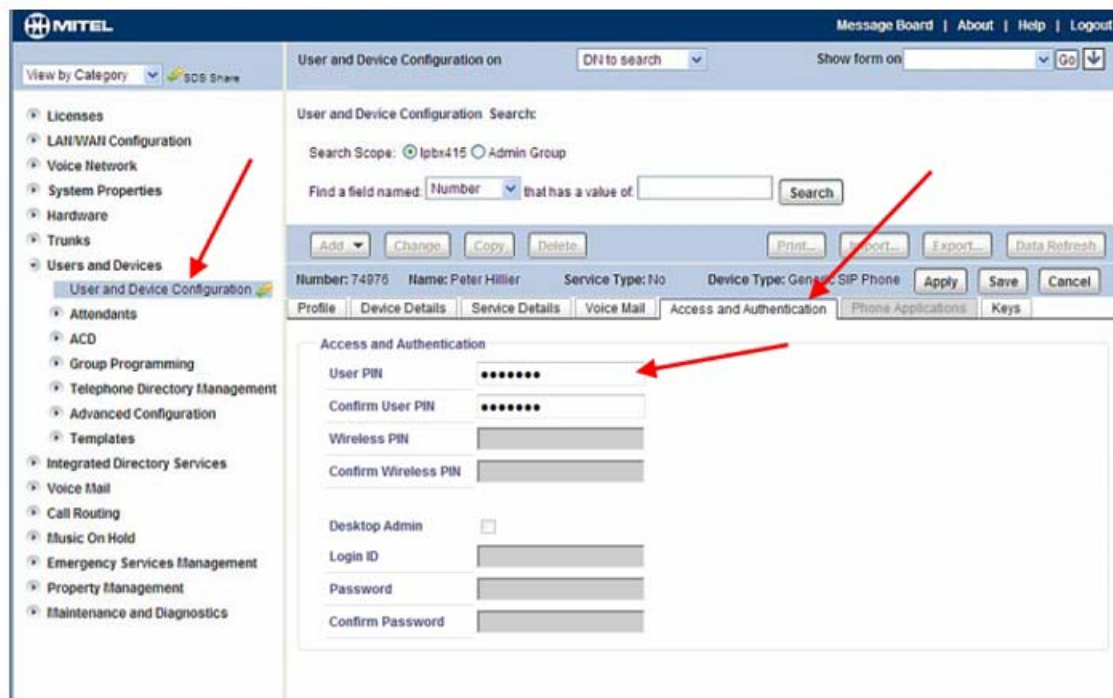 MITEL
Message Board | About | Help | Logout
View by Category SDS Share
User and Device Configuration on DN to search Show form on Go
Licenses
LAN/WAN Configuration
Voice Network
System Properties
Hardware
Trunks
Users and Devices
User and Device Configuration
Attendants
ACD
Group Programming
Telephone Directory Management
Advanced Configuration
Templates
Integrated Directory Services
Voice Mail
Call Routing
Music On Hold
Emergency Services Management
Property Management
Maintenance and Diagnostics
User and Device Configuration Search:
Search Scope: Ipbx415 Admin Group
Find a field named: Number that has a value of: Search
Add Change Copy Delete Print... Import... Export... Data Refresh
Number: 74976 Name: Peter Hillier Service Type: No Device Type: Generic SIP Phone Apply Save Cancel
Profile Device Details Service Details Voice Mail Access and Authentication Phone Applications Keys
Access and Authentication
User PIN •••••••
Confirm User PIN •••••••
Wireless PIN
Confirm Wireless PIN
Desktop Admin
Login ID
Password
Confirm Password